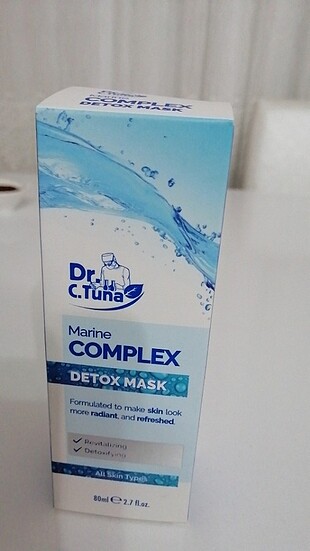 COMPLEX
DETOX MASK
Dr.
C.Tuna
Marine
COMPLEX
DETOX MASK
Formulated to make skin look
more radiant, and refreshed.
✓ Revitalizing
✓ Detoxifying
All Skin Types
80ml ℮ 2.7 fl.oz.